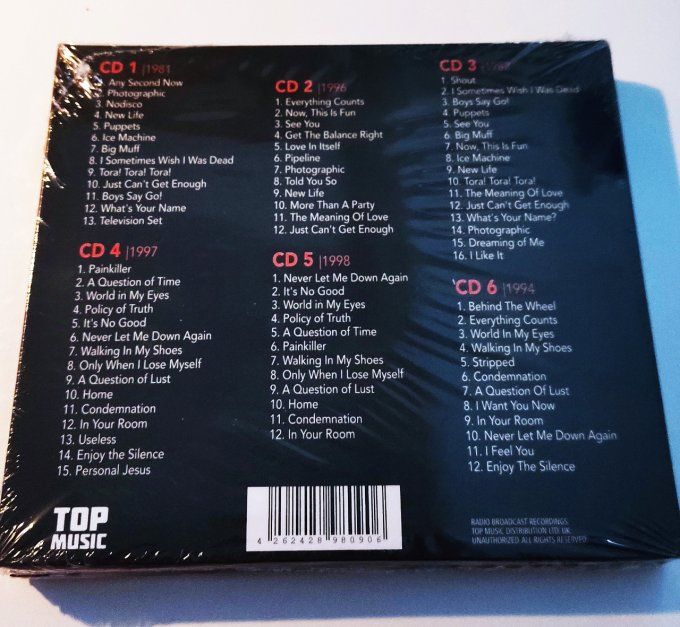 CD 1 |1981
1. Any Second Now
2. Photographic
3. Nodisco
4. New Life
5. Puppets
6. Ice Machine
7. Big Muff
8. I Sometimes Wish I Was Dead
9. Tora! Tora! Tora!
10. Just Can't Get Enough
11. Boys Say Go!
12. What's Your Name
13. Television Set
CD 2 |1996
1. Everything Counts
2. Now, This Is Fun
3. See You
4. Get The Balance Right
5. Love In Itself
6. Pipeline
7. Photographic
8. Told You So
9. New Life
10. More Than A Party
11. The Meaning Of Love
12. Just Can't Get Enough
CD 3
1. Shout
2. I Sometimes Wish I Was Dead
3. Boys Say Go!
4. Puppets
5. See You
6. Big Muff
7. Now, This Is Fun
8. Ice Machine
9. New Life
10. Tora! Tora! Tora!
11. The Meaning Of Love
12. Just Can't Get Enough
13. What's Your Name?
14. Photographic
15. Dreaming of Me
16. I Like It
CD 4 |1997
1. Painkiller
2. A Question of Time
3. World in My Eyes
4. Policy of Truth
5. It's No Good
6. Never Let Me Down Again
7. Walking In My Shoes
8. Only When I Lose Myself
9. A Question of Lust
10. Home
11. Condemnation
12. In Your Room
13. Useless
14. Enjoy the Silence
15. Personal Jesus
CD 5 |1998
1. Never Let Me Down Again
2. It's No Good
3. World in My Eyes
4. Policy of Truth
5. A Question of Time
6. Painkiller
7. Walking In My Shoes
8. Only When I Lose Myself
9. A Question of Lust
10. Home
11. Condemnation
12. In Your Room
CD 6 |1994
1. Behind The Wheel
2. Everything Counts
3. World In My Eyes
4. Walking In My Shoes
5. Stripped
6. Condemnation
7. A Question Of Lust
8. I Want You Now
9. In Your Room
10. Never Let Me Down Again
11. I Feel You
12. Enjoy The Silence
TOP
MUSIC
4 262428 980906
RADIO BROADCAST RECORDINGS.
TOP MUSIC DISTRIBUTION LTD. UK.
UNAUTHORIZED. ALL RIGHTS RESERVED